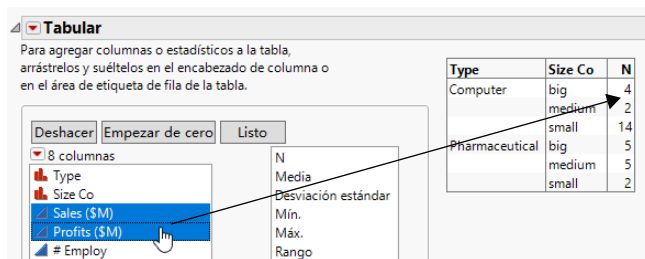 Tabular
Para agregar columnas o estadísticos a la tabla,
arrástrelos y suéltelos en el encabezado de columna o
en el área de etiqueta de fila de la tabla.
Deshacer Empezar de cero Listo
8 columnas
Type
Size Co
Sales ($M)
Profits ($M)
# Employ
N
Media
Desviación estándar
Mín.
Máx.
Rango
Type Size Co N
Computer big 4
medium 2
small 14
Pharmaceutical big 5
medium 5
small 2